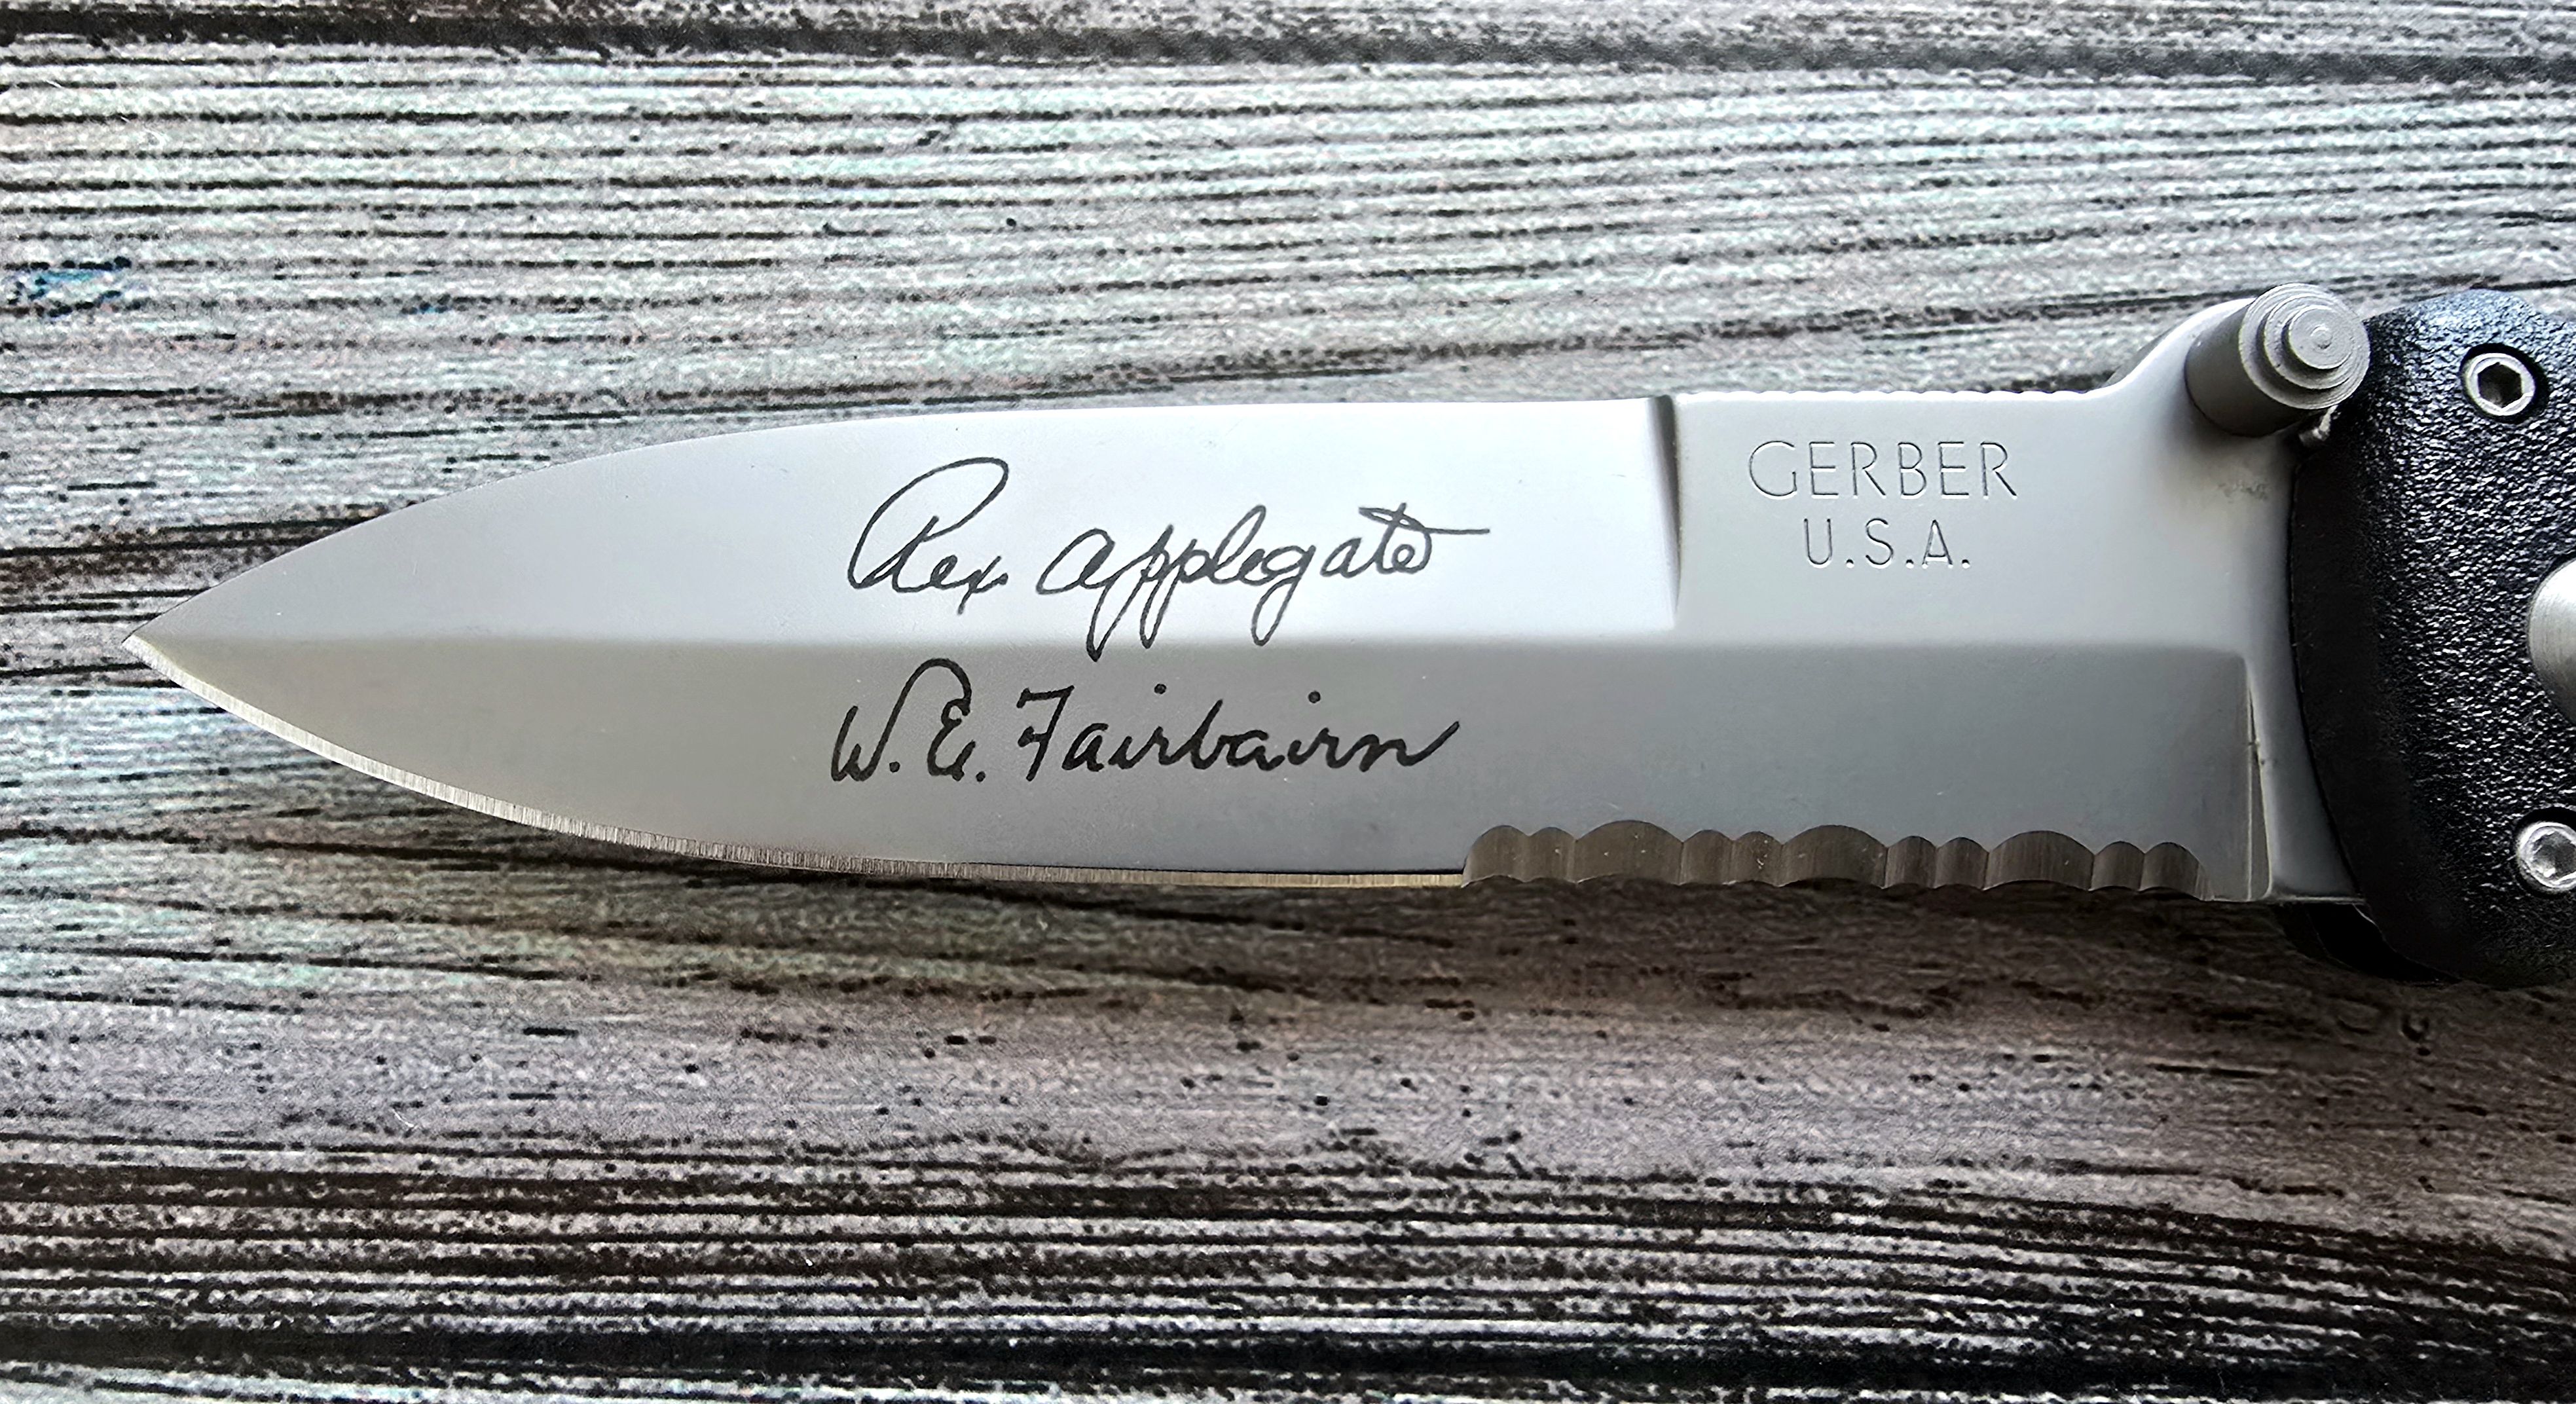 Rex Applegate
W. E. Fairbairn
GERBER
U.S.A.